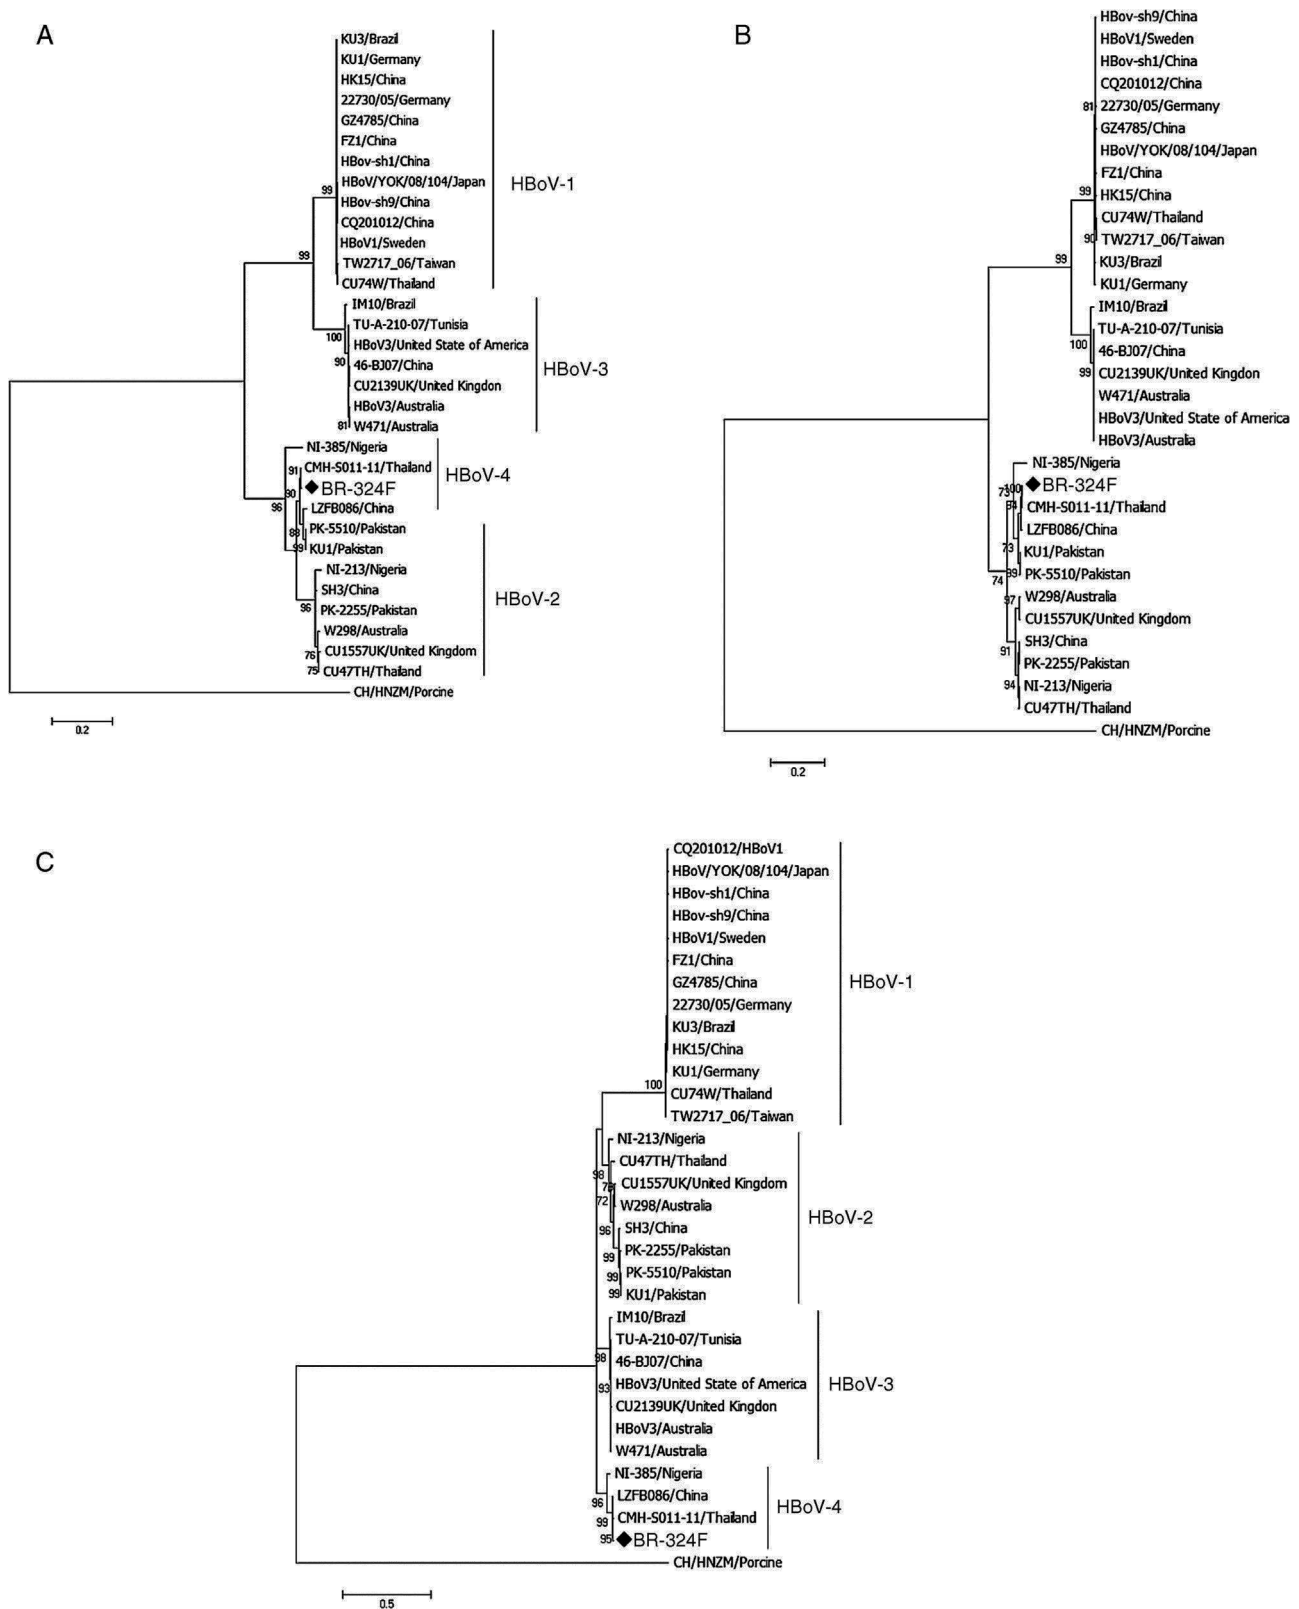 A
KU3/Brazil
KU1/Germany
HK15/China
22730/05/Germany
GZ4785/China
FZ1/China
HBov-sh1/China
HBoV/YOK/08/104/Japan
HBov-sh9/China
CQ201012/China
HBoV1/Sweden
TW2717_06/Taiwan
CU74W/Thailand
HBoV-1
99
99
IM10/Brazil
TU-A-210-07/Tunisia
HBoV3/United State of America
46-BJ07/China
CU2139UK/United Kingdon
HBoV3/Australia
W471/Australia
HBoV-3
100
90
81
NI-385/Nigeria
CMH-S011-11/Thailand
◆BR-324F
LZFB086/China
HBoV-4
91
90
96
88
99
PK-5510/Pakistan
KU1/Pakistan
NI-213/Nigeria
SH3/China
PK-2255/Pakistan
W298/Australia
CU1557UK/United Kingdom
CU47TH/Thailand
HBoV-2
96
76
75
CH/HNZM/Porcine
0.2
B
HBov-sh9/China
HBoV1/Sweden
HBov-sh1/China
CQ201012/China
22730/05/Germany
GZ4785/China
HBoV/YOK/08/104/Japan
FZ1/China
HK15/China
CU74W/Thailand
TW2717_06/Taiwan
KU3/Brazil
KU1/Germany
81
99
90
99
IM10/Brazil
TU-A-210-07/Tunisia
46-BJ07/China
CU2139UK/United Kingdon
W471/Australia
HBoV3/United State of America
HBoV3/Australia
100
99
NI-385/Nigeria
◆BR-324F
CMH-S011-11/Thailand
LZFB086/China
KU1/Pakistan
PK-5510/Pakistan
W298/Australia
CU1557UK/United Kingdom
SH3/China
PK-2255/Pakistan
NI-213/Nigeria
CU47TH/Thailand
100
73
94
73
74
97
91
94
CH/HNZM/Porcine
0.2
C
CQ201012/HBoV1
HBoV/YOK/08/104/Japan
HBov-sh1/China
HBov-sh9/China
HBoV1/Sweden
FZ1/China
GZ4785/China
22730/05/Germany
KU3/Brazil
HK15/China
KU1/Germany
CU74W/Thailand
TW2717_06/Taiwan
HBoV-1
100
NI-213/Nigeria
CU47TH/Thailand
CU1557UK/United Kingdom
W298/Australia
SH3/China
PK-2255/Pakistan
PK-5510/Pakistan
KU1/Pakistan
HBoV-2
98
72
96
99
99
99
IM10/Brazil
TU-A-210-07/Tunisia
46-BJ07/China
HBoV3/United State of America
CU2139UK/United Kingdon
HBoV3/Australia
W471/Australia
HBoV-3
98
93
NI-385/Nigeria
LZFB086/China
CMH-S011-11/Thailand
◆BR-324F
HBoV-4
96
99
95
CH/HNZM/Porcine
0.5